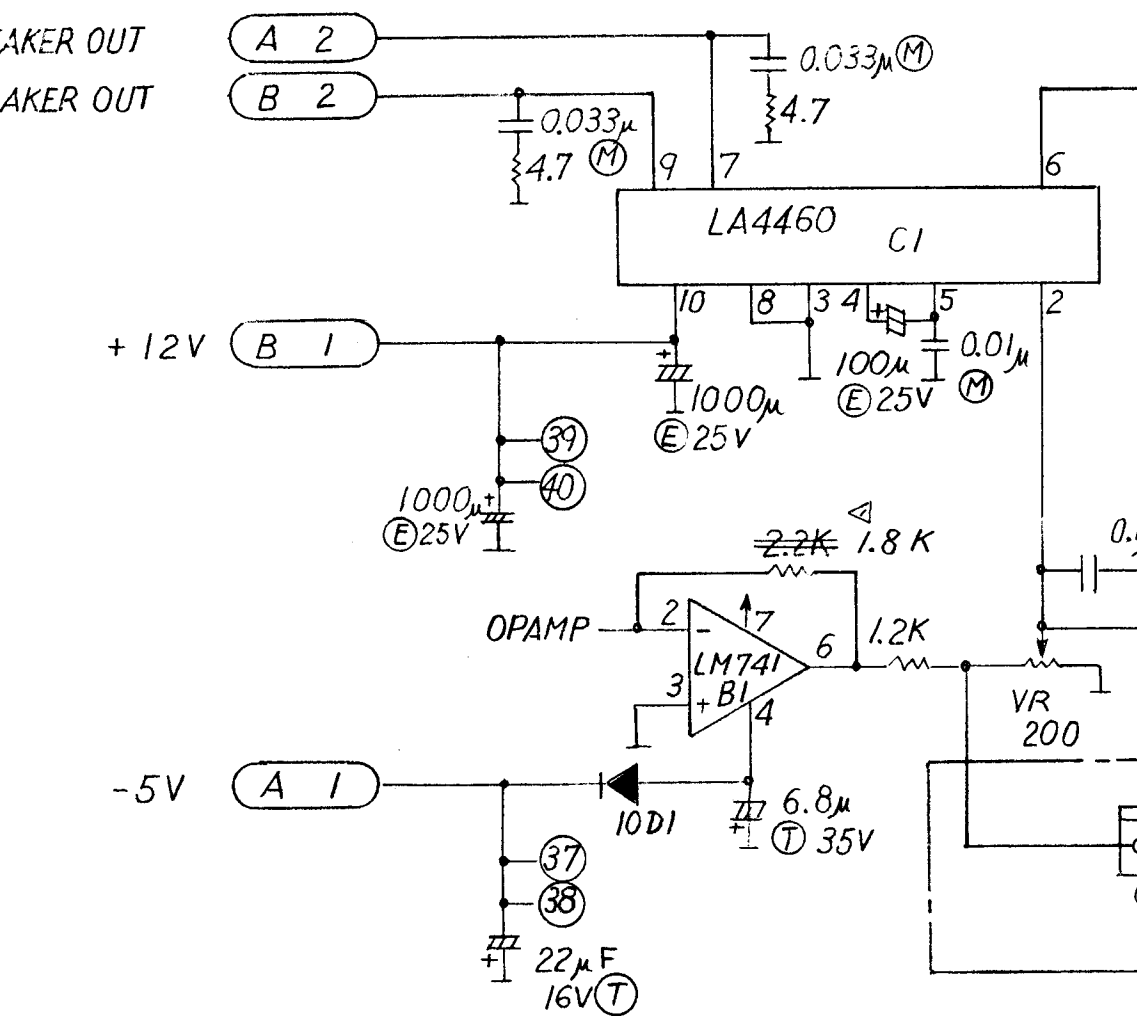 AKER OUT
A 2
0.033μ Ⓜ
4.7
AKER OUT
B 2
0.033μ
4.7 Ⓜ
9
7
6
LA4460
C1
10
8
3
4
+
5
2
+12V
B 1
+
1000μ
Ⓔ 25V
100μ
Ⓔ 25V
0.01μ
Ⓜ
39
40
1000μ +
Ⓔ 25V
2.2K 1.8K
OPAMP
2
-
7
LM741
B1
6
3
+
4
1.2K
VR
200
-5V
A 1
10D1
+
6.8μ
Ⓣ 35V
37
38
+
22μF
16V Ⓣ